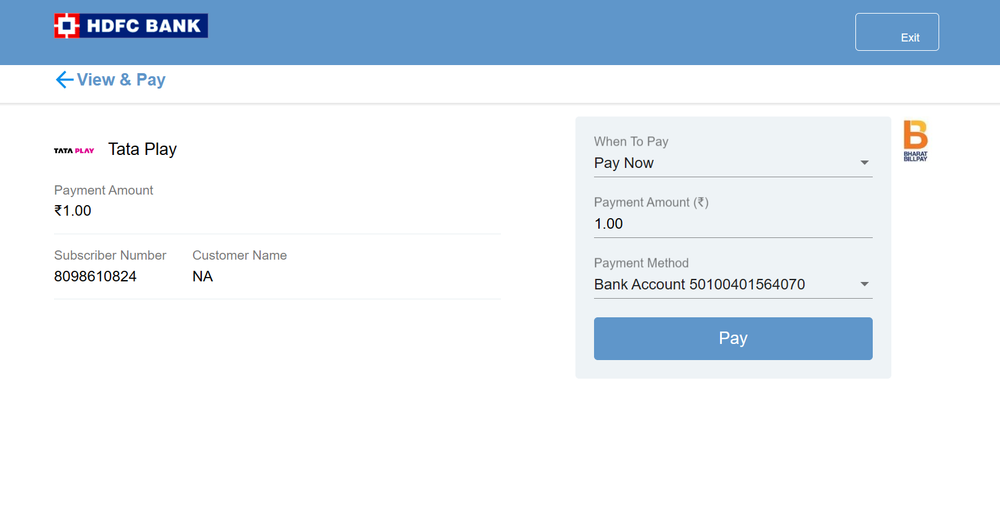 HDFC BANK
Exit
View & Pay
TATA PLAY Tata Play
Payment Amount
₹1.00
Subscriber Number Customer Name
8098610824 NA
When To Pay
Pay Now
Payment Amount (₹)
1.00
Payment Method
Bank Account 50100401564070
Pay
B
BHARAT
BILLPAY